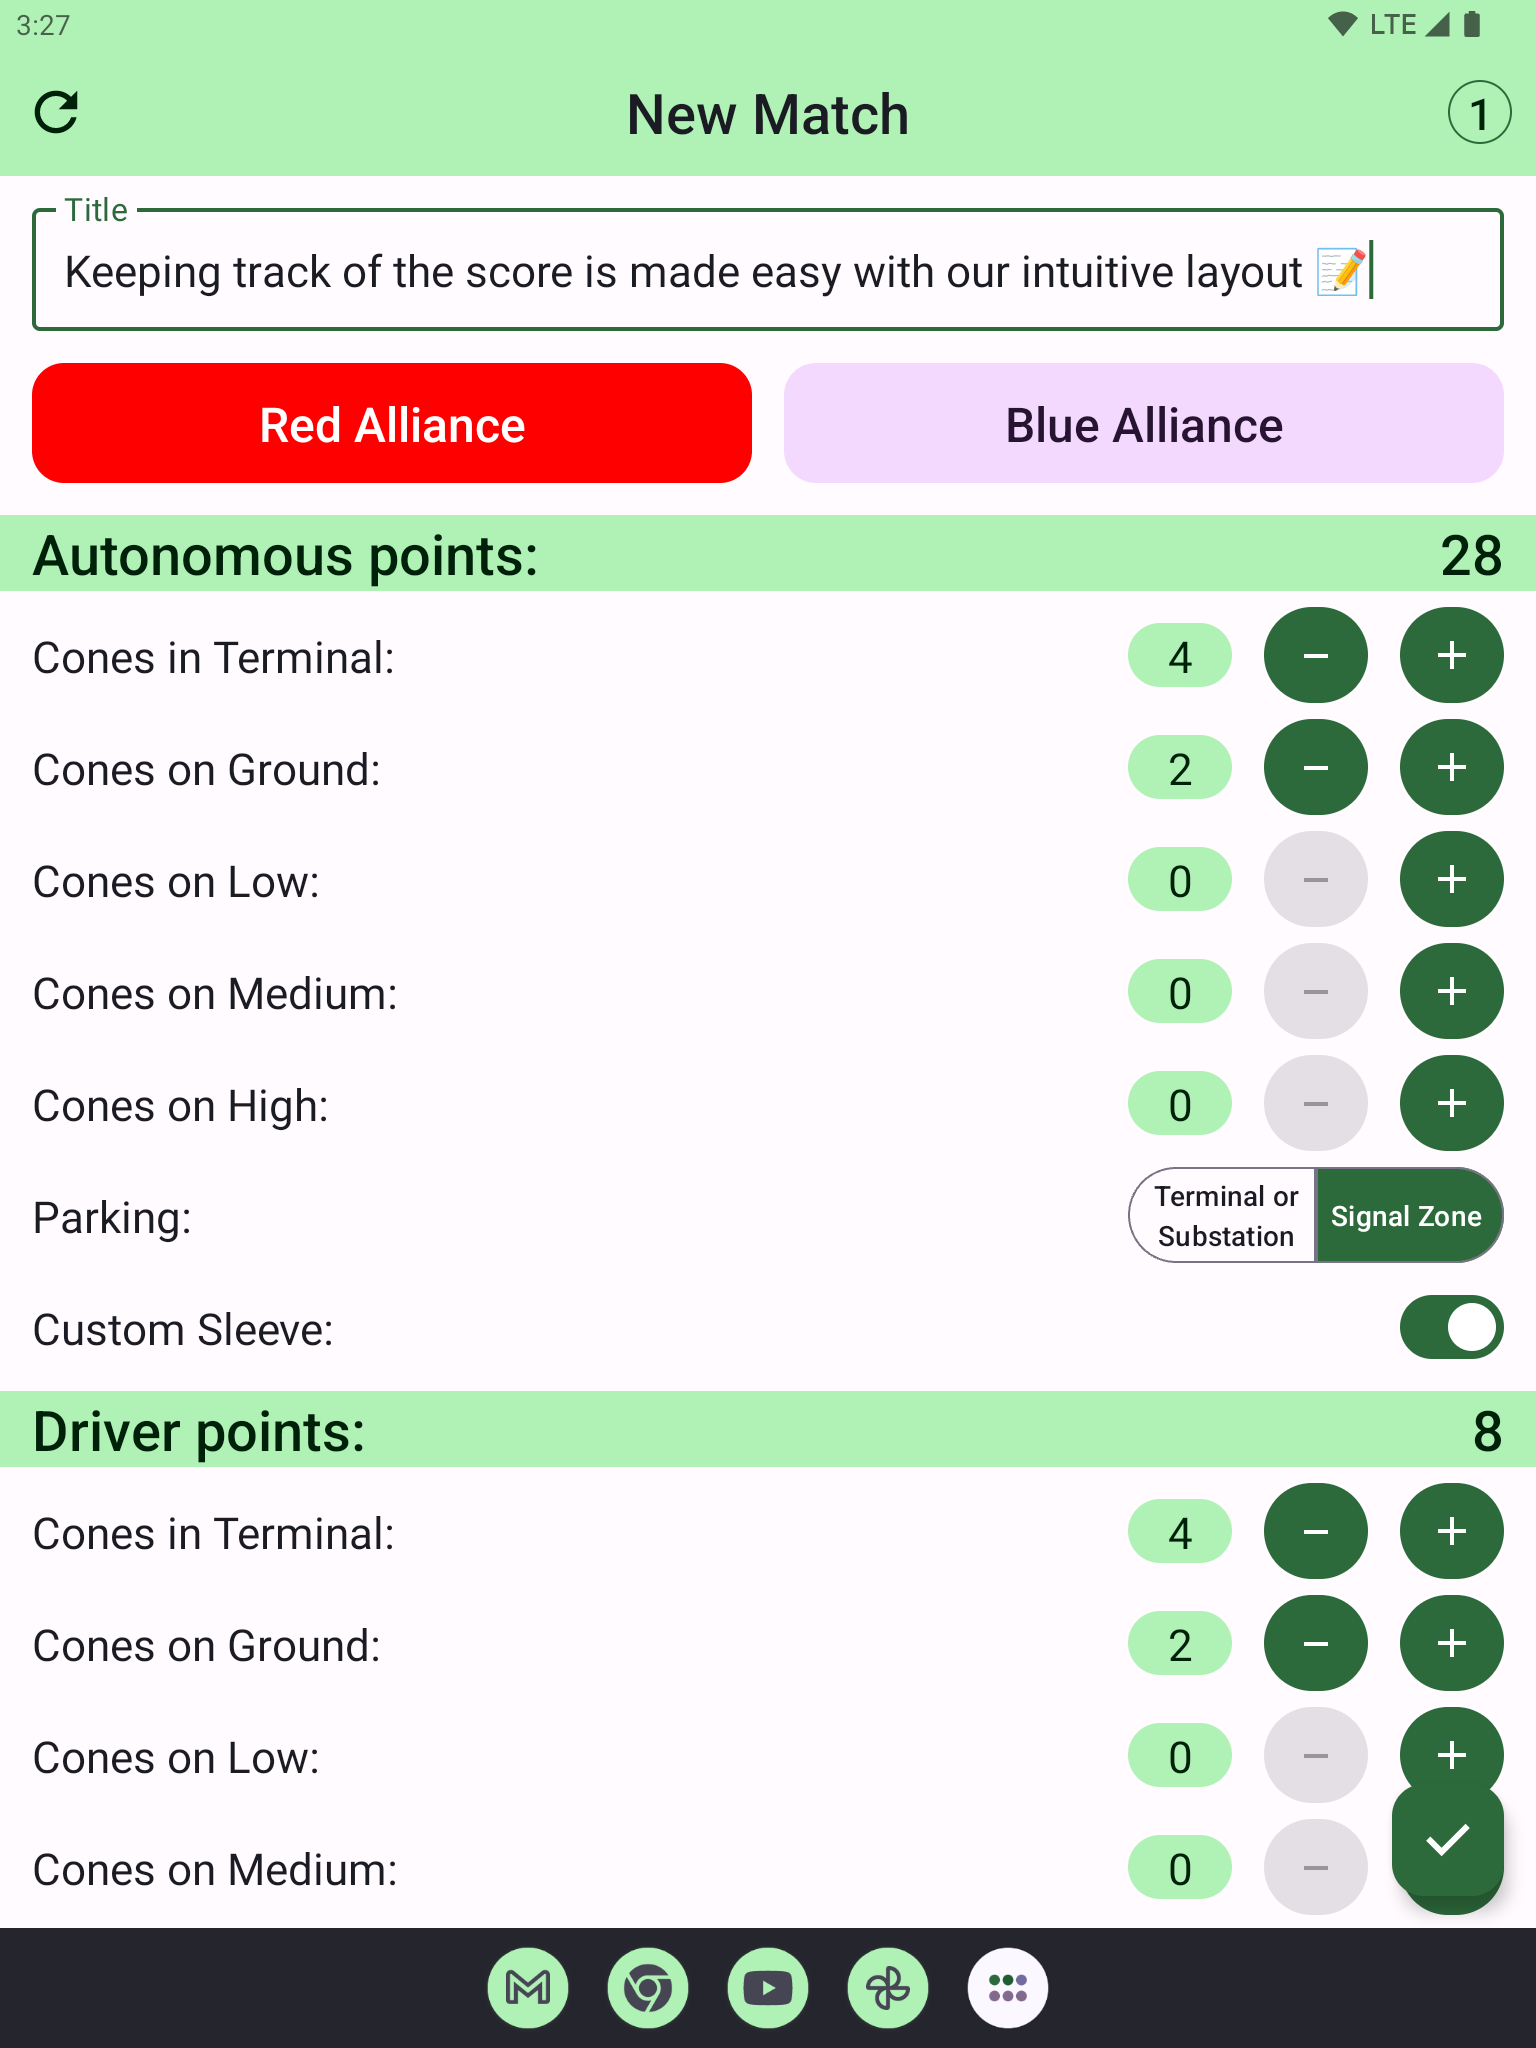 3:27 LTE
New Match 1
Title
Keeping track of the score is made easy with our intuitive layout 📝
Red Alliance Blue Alliance
Autonomous points: 28
Cones in Terminal: 4 − +
Cones on Ground: 2 − +
Cones on Low: 0 − +
Cones on Medium: 0 − +
Cones on High: 0 − +
Parking: Terminal or Substation Signal Zone
Custom Sleeve:
Driver points: 8
Cones in Terminal: 4 − +
Cones on Ground: 2 − +
Cones on Low: 0 − +
Cones on Medium: 0 −